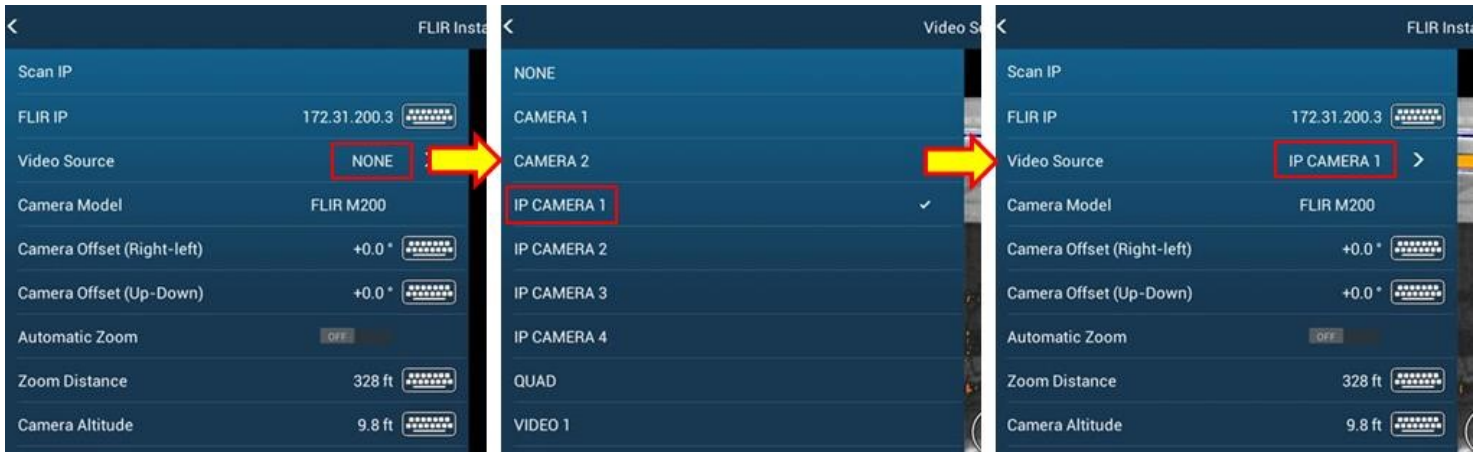 FLIR Insta
Scan IP
FLIR IP 172.31.200.3
Video Source NONE
Camera Model FLIR M200
Camera Offset (Right-left) +0.0 °
Camera Offset (Up-Down) +0.0 °
Automatic Zoom OFF
Zoom Distance 328 ft
Camera Altitude 9.8 ft
Video S
NONE
CAMERA 1
CAMERA 2
IP CAMERA 1
IP CAMERA 2
IP CAMERA 3
IP CAMERA 4
QUAD
VIDEO 1
FLIR Insta
Scan IP
FLIR IP 172.31.200.3
Video Source IP CAMERA 1
Camera Model FLIR M200
Camera Offset (Right-left) +0.0 °
Camera Offset (Up-Down) +0.0 °
Automatic Zoom OFF
Zoom Distance 328 ft
Camera Altitude 9.8 ft